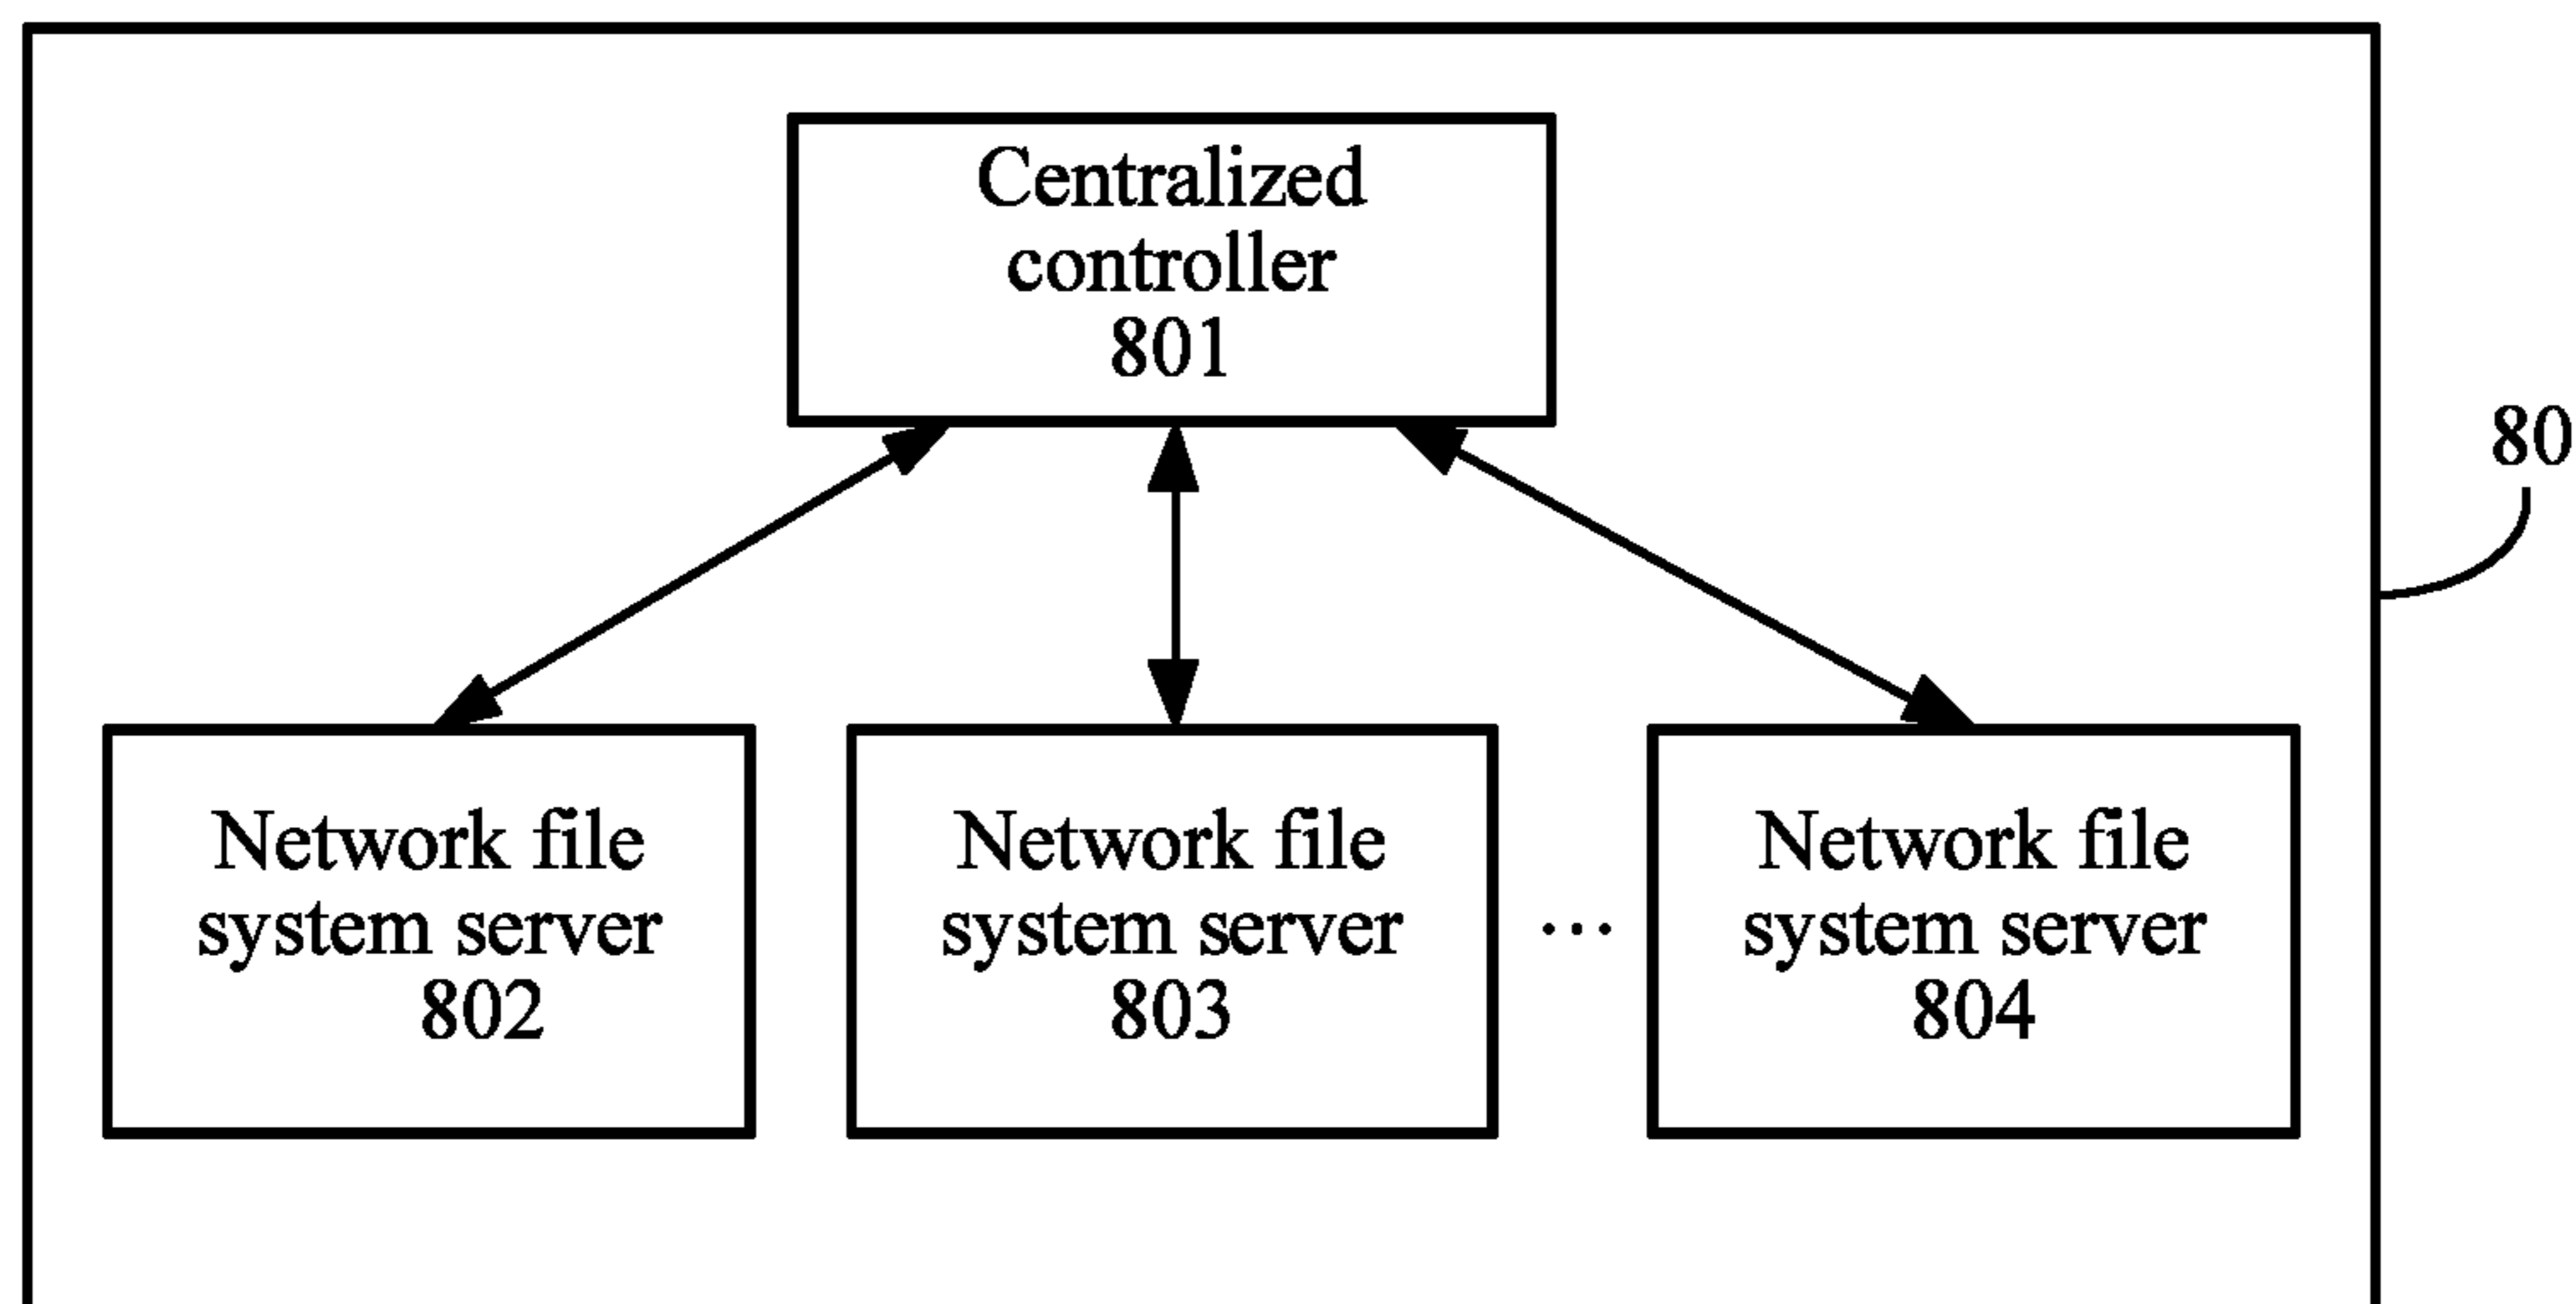 Centralized
controller
801
80
Network file
system server
802
Network file
system server
803
...
Network file
system server
804